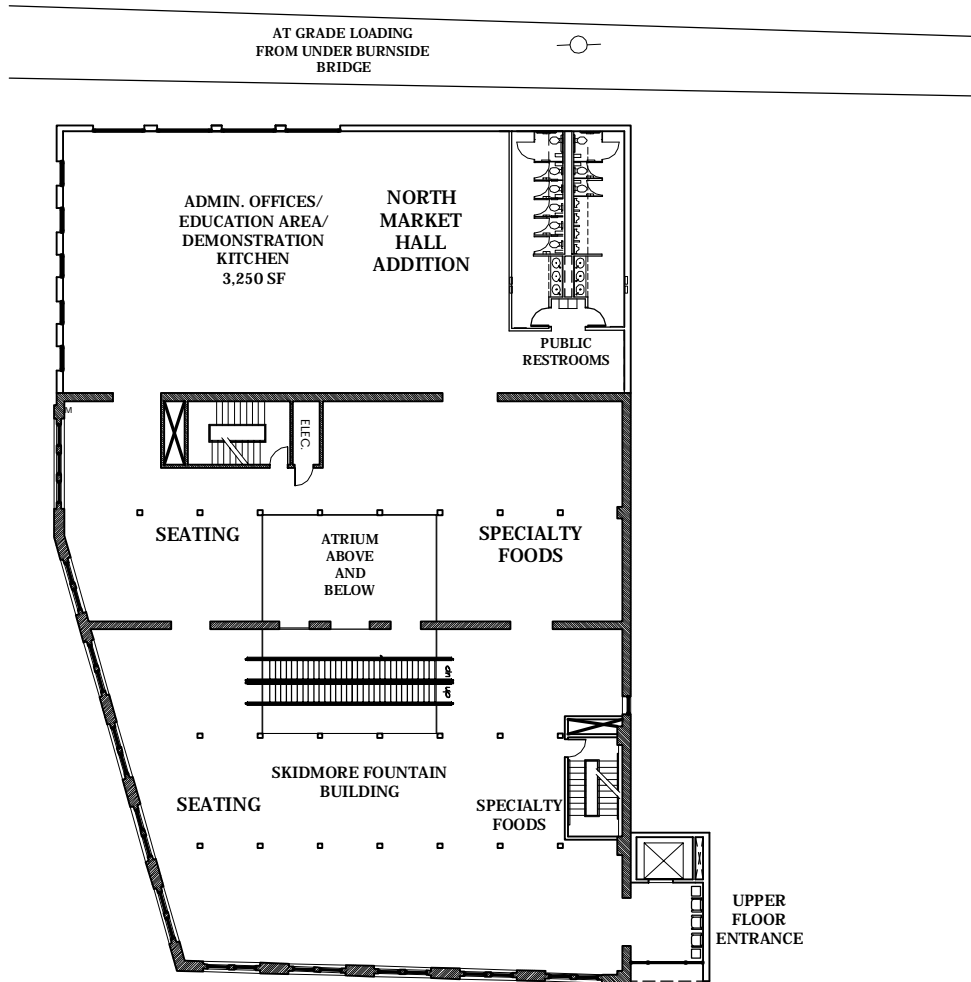 AT GRADE LOADING
FROM UNDER BURNSIDE
BRIDGE
ADMIN. OFFICES/
EDUCATION AREA/
DEMONSTRATION
KITCHEN
3,250 SF
NORTH
MARKET
HALL
ADDITION
PUBLIC
RESTROOMS
M
ELEC.
SEATING
ATRIUM
ABOVE
AND
BELOW
SPECIALTY
FOODS
dn
up
SKIDMORE FOUNTAIN
BUILDING
SEATING
SPECIALTY
FOODS
UPPER
FLOOR
ENTRANCE